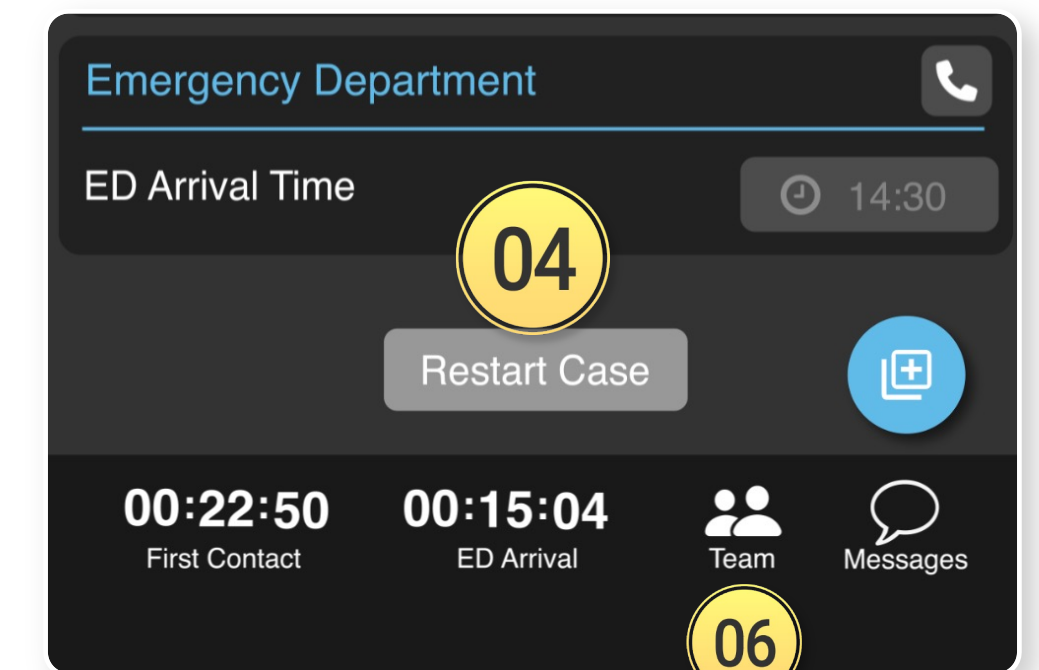 Emergency Department
ED Arrival Time
14:30
04
Restart Case
00:22:50
First Contact
00:15:04
ED Arrival
Team
Messages
06